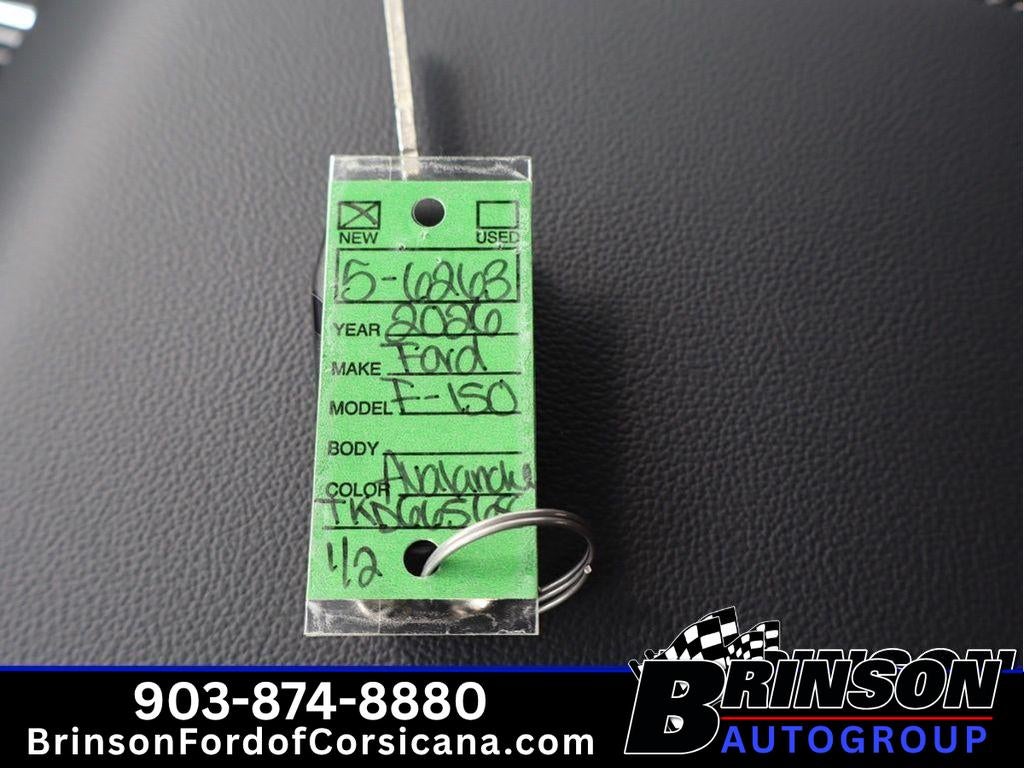 NEW USED
5-6263
YEAR 2026
MAKE Ford
MODEL F-150
BODY
COLOR Avalanche
1/2
903-874-8880
BrinsonFordofCorsicana.com
BRINSON
AUTOGROUP